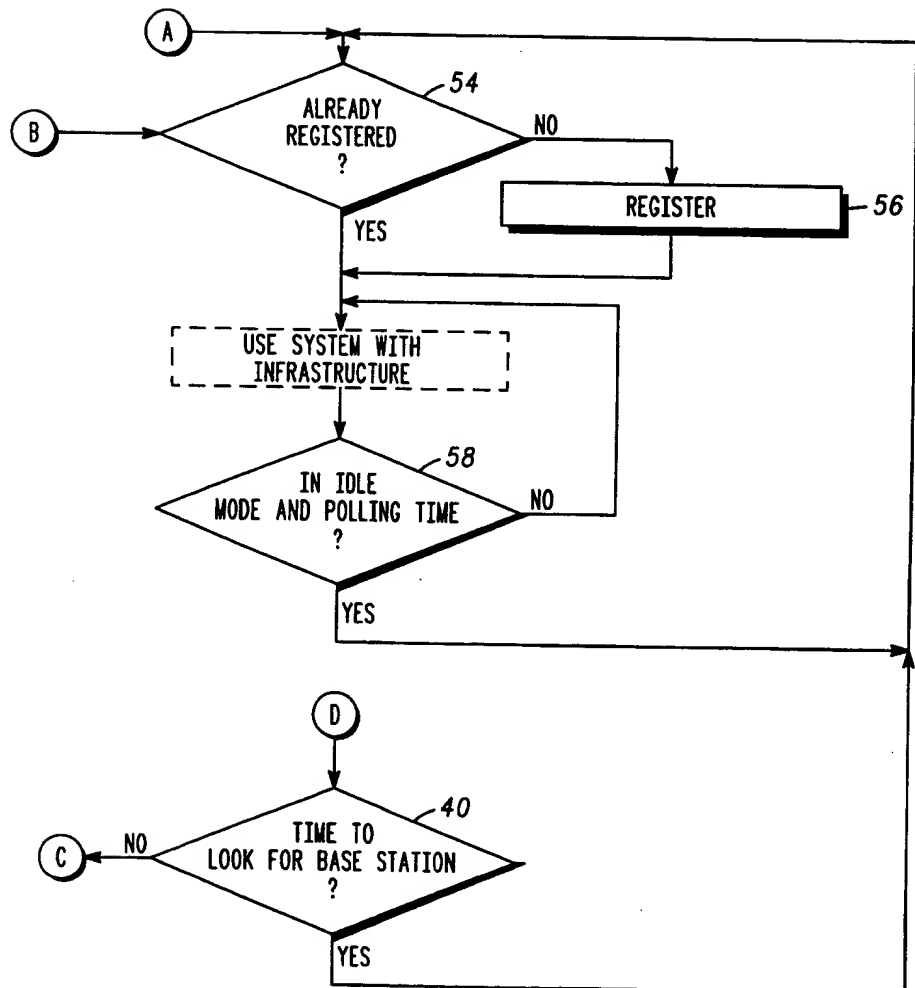 A
54
ALREADY
REGISTERED
?
B
NO
REGISTER
56
YES
USE SYSTEM WITH
INFRASTRUCTURE
58
IN IDLE
MODE AND POLLING TIME
?
NO
YES
D
40
TIME TO
LOOK FOR BASE STATION
?
NO
C
YES